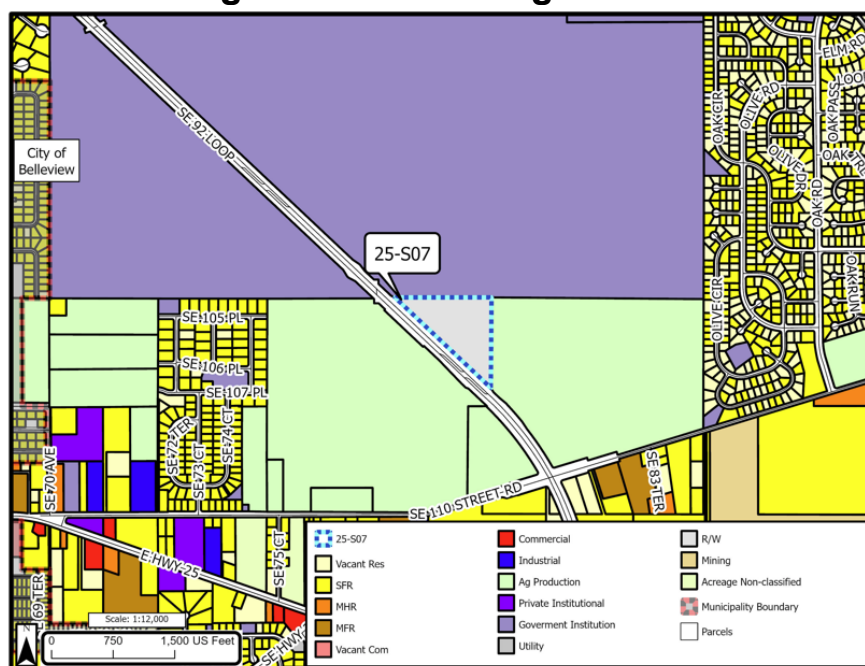 SE 92 LOOP
City of
Belleview
25-S07
OAK CIR
OLIVE RD
ELM RD
OAK PASS LOOP
OLIVE DR
OAK RD
OLIVE CIR
OAK RUN
SE 105 PL
SE 106 PL
SE 107 PL
SE 72 TER
SE 73 CT
SE 74 CT
SE 70 AVE
SE 110 STREET RD
SE 83 TER
SE 75 CT
E HWY 25
69 TER
SE HWY
Scale: 1:12,000
0 750 1,500 US Feet
N
25-S07
Vacant Res
SFR
MHR
MFR
Vacant Com
Commercial
Industrial
Ag Production
Private Institutional
Goverment Institution
Utility
R/W
Mining
Acreage Non-classified
Municipality Boundary
Parcels